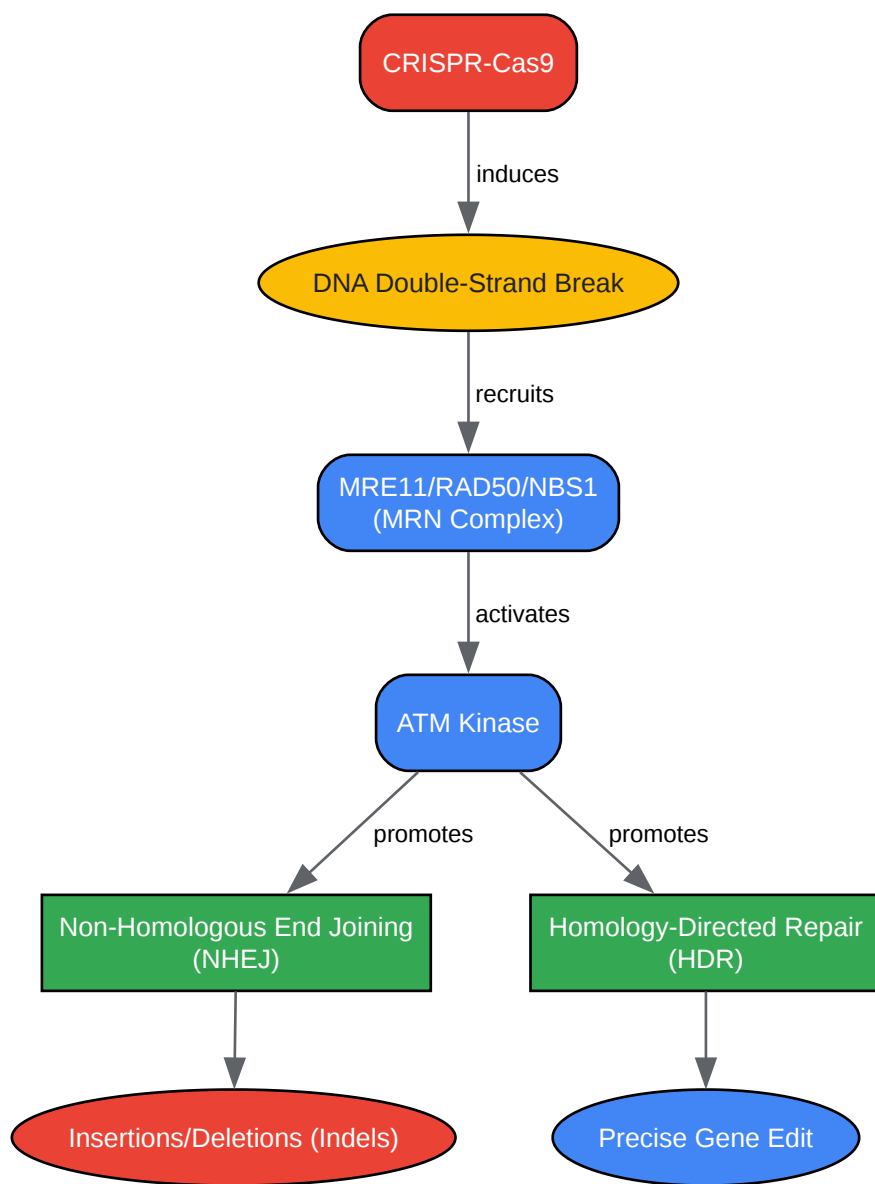 CRISPR-Cas9
induces
DNA Double-Strand Break
recruits
MRE11/RAD50/NBS1
(MRN Complex)
activates
ATM Kinase
promotes
promotes
Non-Homologous End Joining
(NHEJ)
Homology-Directed Repair
(HDR)
Insertions/Deletions (Indels)
Precise Gene Edit